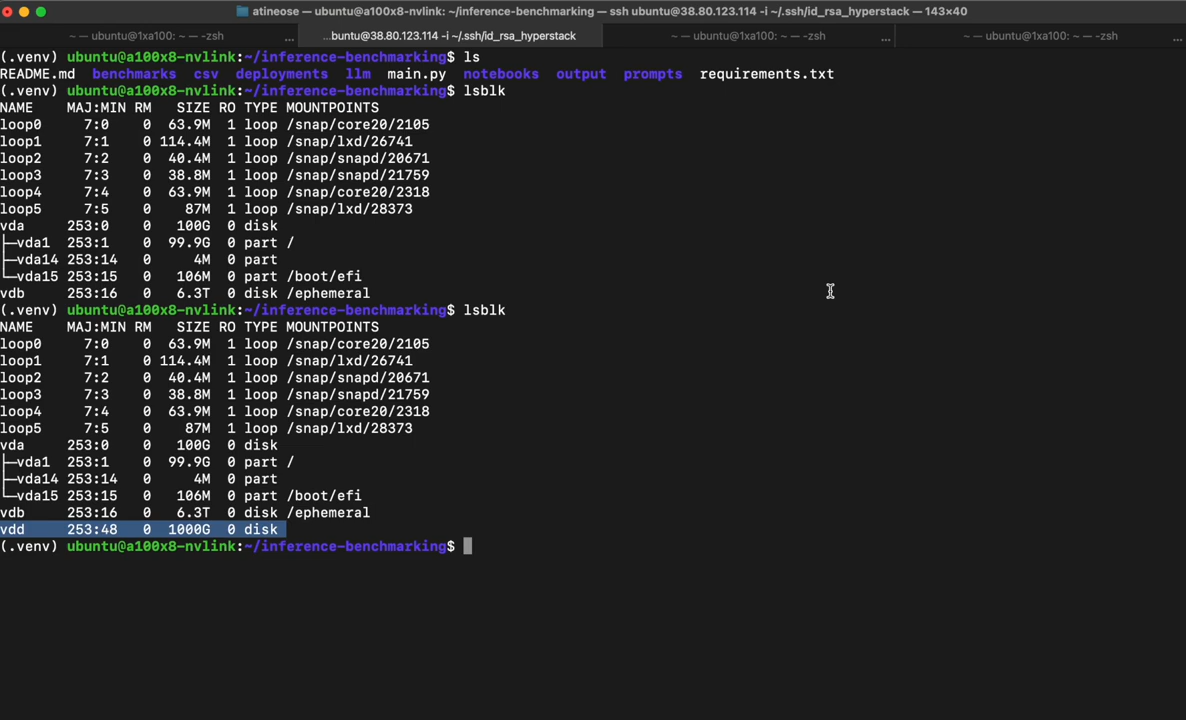 atineose — ubuntu@a100x8-nvlink: ~/inference-benchmarking — ssh ubuntu@38.80.123.114 -i ~/.ssh/id_rsa_hyperstack — 143×40
~ — ubuntu@1xa100: ~ — -zsh ... ...buntu@38.80.123.114 -i ~/.ssh/id_rsa_hyperstack ~ — ubuntu@1xa100: ~ — -zsh ... ~ — ubuntu@1xa100: ~ — -zsh ...
(.venv) ubuntu@a100x8-nvlink:~/inference-benchmarking$ ls
README.md  benchmarks  csv  deployments  llm  main.py  notebooks  output  prompts  requirements.txt
(.venv) ubuntu@a100x8-nvlink:~/inference-benchmarking$ lsblk
NAME    MAJ:MIN RM   SIZE RO TYPE MOUNTPOINTS
loop0     7:0    0  63.9M  1 loop /snap/core20/2105
loop1     7:1    0 114.4M  1 loop /snap/lxd/26741
loop2     7:2    0  40.4M  1 loop /snap/snapd/20671
loop3     7:3    0  38.8M  1 loop /snap/snapd/21759
loop4     7:4    0  63.9M  1 loop /snap/core20/2318
loop5     7:5    0    87M  1 loop /snap/lxd/28373
vda     253:0    0   100G  0 disk
├─vda1  253:1    0  99.9G  0 part /
├─vda14 253:14   0     4M  0 part
└─vda15 253:15   0   106M  0 part /boot/efi
vdb     253:16   0   6.3T  0 disk /ephemeral
(.venv) ubuntu@a100x8-nvlink:~/inference-benchmarking$ lsblk
NAME    MAJ:MIN RM   SIZE RO TYPE MOUNTPOINTS
loop0     7:0    0  63.9M  1 loop /snap/core20/2105
loop1     7:1    0 114.4M  1 loop /snap/lxd/26741
loop2     7:2    0  40.4M  1 loop /snap/snapd/20671
loop3     7:3    0  38.8M  1 loop /snap/snapd/21759
loop4     7:4    0  63.9M  1 loop /snap/core20/2318
loop5     7:5    0    87M  1 loop /snap/lxd/28373
vda     253:0    0   100G  0 disk
├─vda1  253:1    0  99.9G  0 part /
├─vda14 253:14   0     4M  0 part
└─vda15 253:15   0   106M  0 part /boot/efi
vdb     253:16   0   6.3T  0 disk /ephemeral
vdd     253:48   0  1000G  0 disk
(.venv) ubuntu@a100x8-nvlink:~/inference-benchmarking$